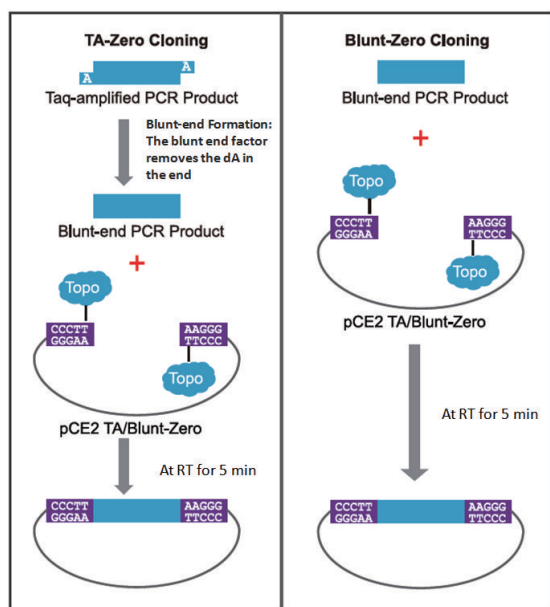 TA-Zero Cloning
A
A
Taq-amplified PCR Product
Blunt-end Formation:
The blunt end factor
removes the dA in
the end
Blunt-end PCR Product
+
Topo
CCCTT
GGGAA
AAGGG
TTCCC
Topo
pCE2 TA/Blunt-Zero
At RT for 5 min
CCCTT
GGGAA
AAGGG
TTCCC
Blunt-Zero Cloning
Blunt-end PCR Product
+
Topo
CCCTT
GGGAA
AAGGG
TTCCC
Topo
pCE2 TA/Blunt-Zero
At RT for 5 min
CCCTT
GGGAA
AAGGG
TTCCC